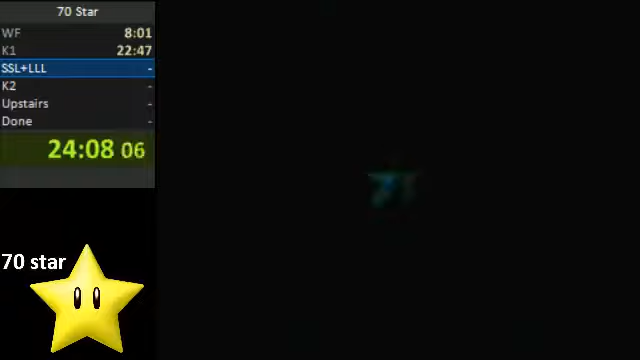 70 Star
WF 8:01
K1 22:47
SSL+LLL -
K2 -
Upstairs -
Done -
24:08 06
70 star